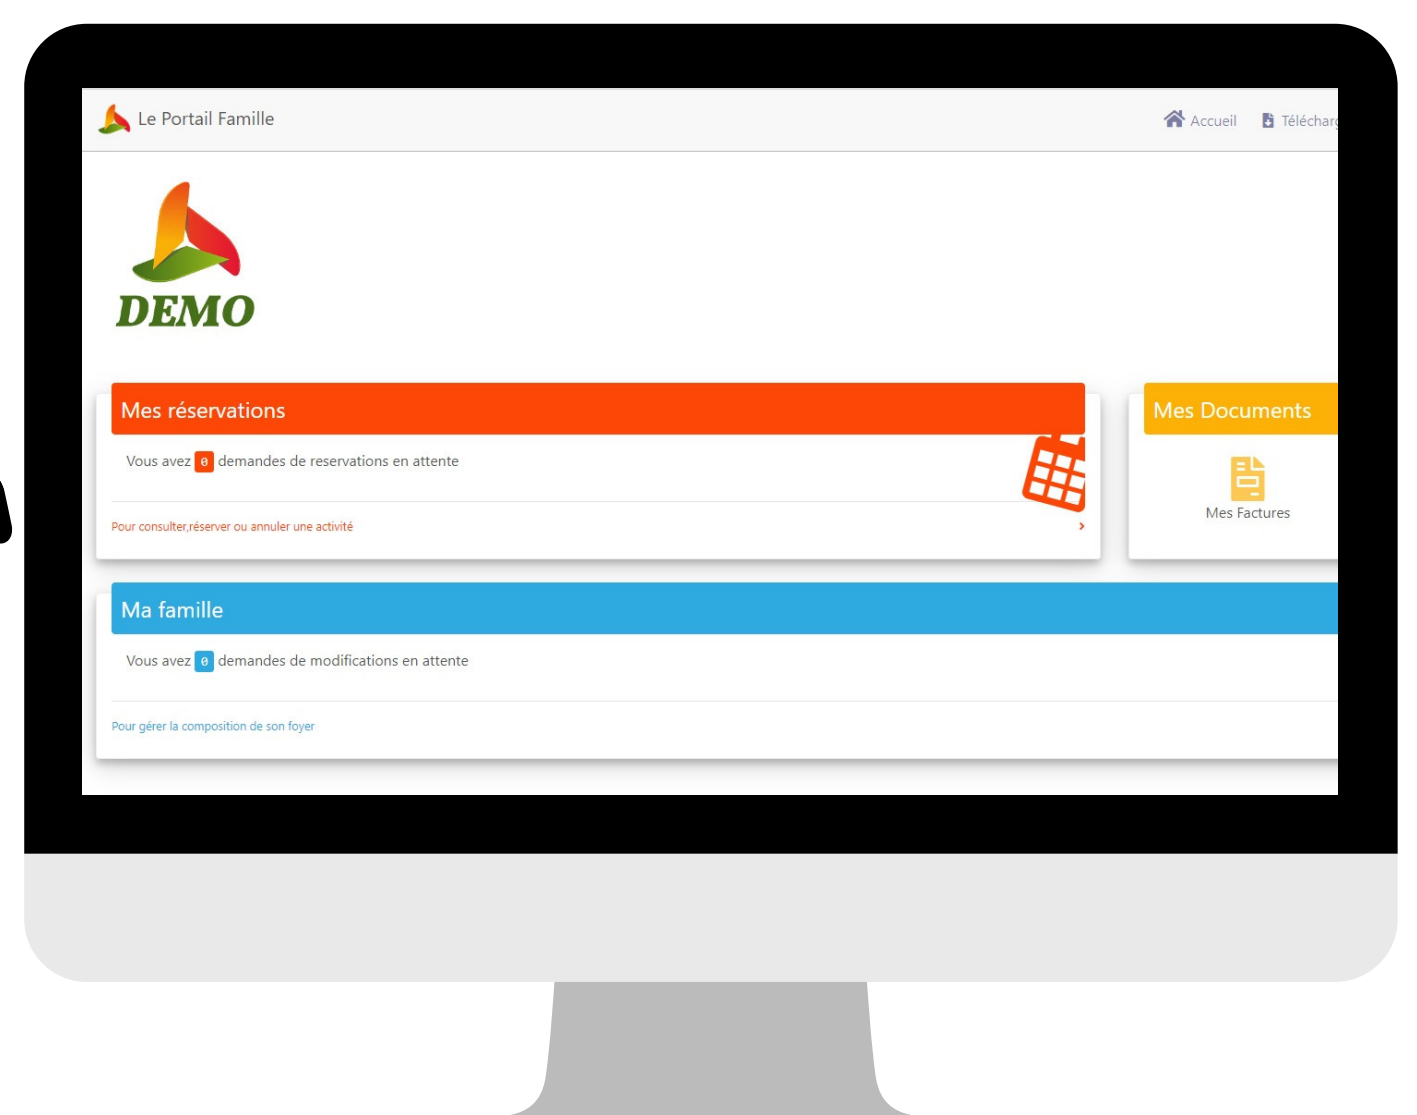 Le Portail Famille
Accueil
DEMO
Mes réservations
Vous avez 0 demandes de reservations en attente
Pour consulter,réserver ou annuler une activité
Mes Documents
Mes Factures
Ma famille
Vous avez 0 demandes de modifications en attente
Pour gérer la composition de son foyer